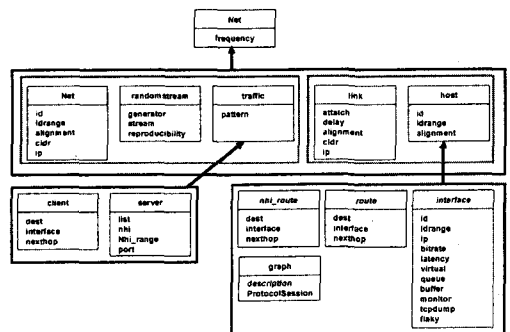 Net
frequency
Net
id
idrange
alignment
cidr
ip
randomstream
generator
stream
reproducibility
traffic
pattern
link
attatch
delay
alignment
cidr
ip
host
id
idrange
alignment
client
dest
interface
nexthop
server
list
nhi
Nhi_range
port
nhi_route
dest
interface
nexthop
route
dest
interface
nexthop
interface
id
idrange
ip
bitrate
latency
virtual
queue
buffer
monitor
tcpdump
flaky
graph
description
ProtocolSession